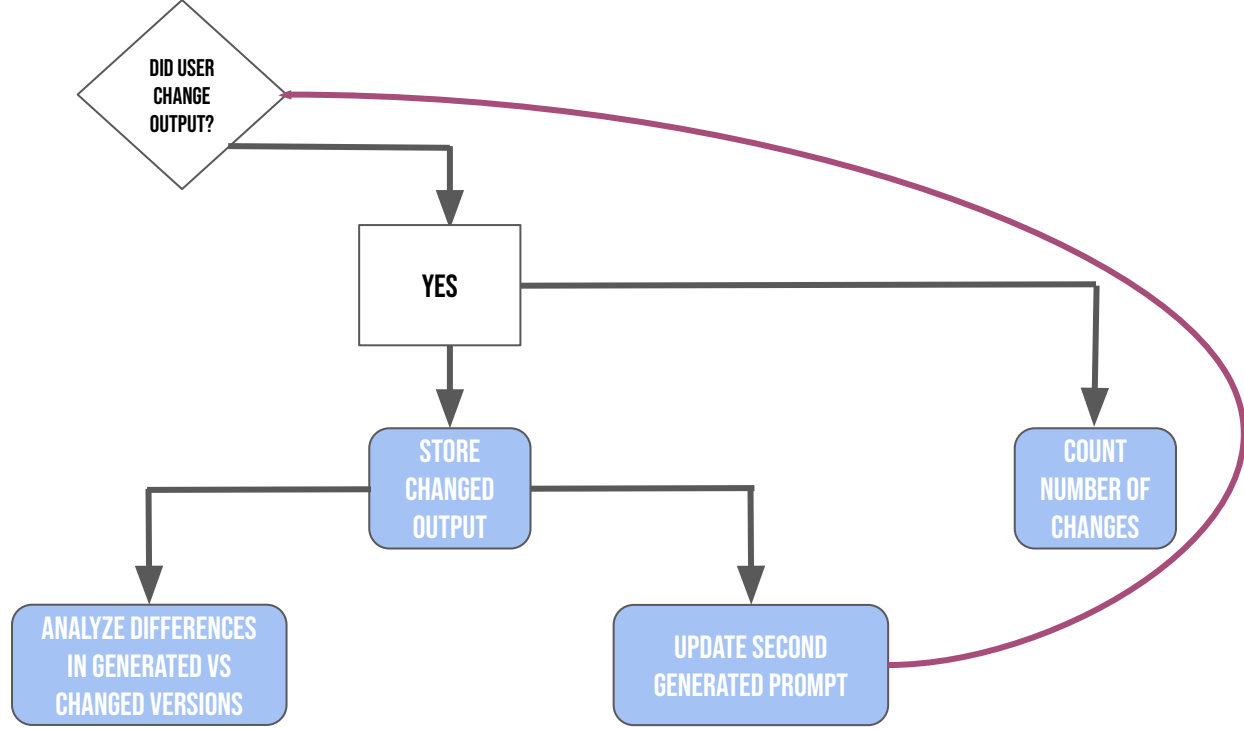 DID USER
CHANGE
OUTPUT?
YES
STORE
CHANGED
OUTPUT
COUNT
NUMBER OF
CHANGES
ANALYZE DIFFERENCES
IN GENERATED VS
CHANGED VERSIONS
UPDATE SECOND
GENERATED PROMPT